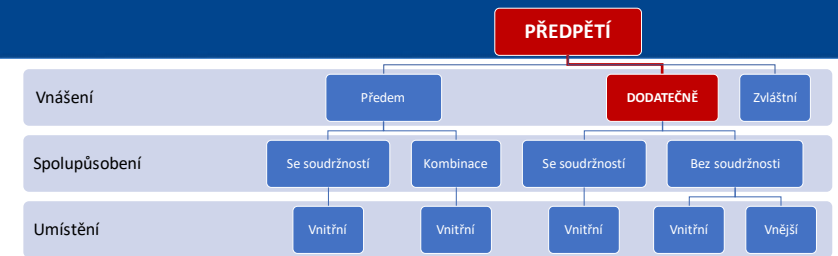 PŘEDPĚTÍ
Vnášení
Předem
DODATEČNĚ
Zvláštní
Spolupůsobení
Se soudržností
Kombinace
Se soudržností
Bez soudržnosti
Umístění
Vnitřní
Vnitřní
Vnitřní
Vnitřní
Vnější